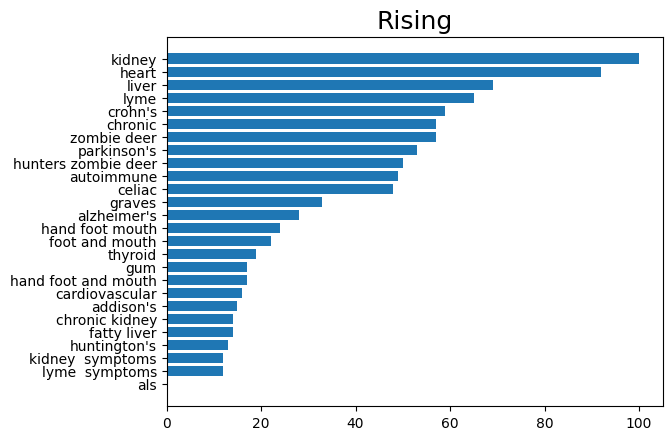 Rising
kidney
heart
liver
lyme
crohn's
chronic
zombie deer
parkinson's
hunters zombie deer
autoimmune
celiac
graves
alzheimer's
hand foot mouth
foot and mouth
thyroid
gum
hand foot and mouth
cardiovascular
addison's
chronic kidney
fatty liver
huntington's
kidney  symptoms
lyme  symptoms
als
0 20 40 60 80 100